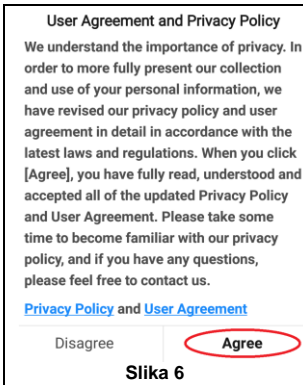 User Agreement and Privacy Policy
We understand the importance of privacy. In
order to more fully present our collection
and use of your personal information, we
have revised our privacy policy and user
agreement in detail in accordance with the
latest laws and regulations. When you click
[Agree], you have fully read, understood and
accepted all of the updated Privacy Policy
and User Agreement. Please take some
time to become familiar with our privacy
policy, and if you have any questions,
please feel free to contact us.
Privacy Policy and User Agreement
Disagree Agree
Slika 6